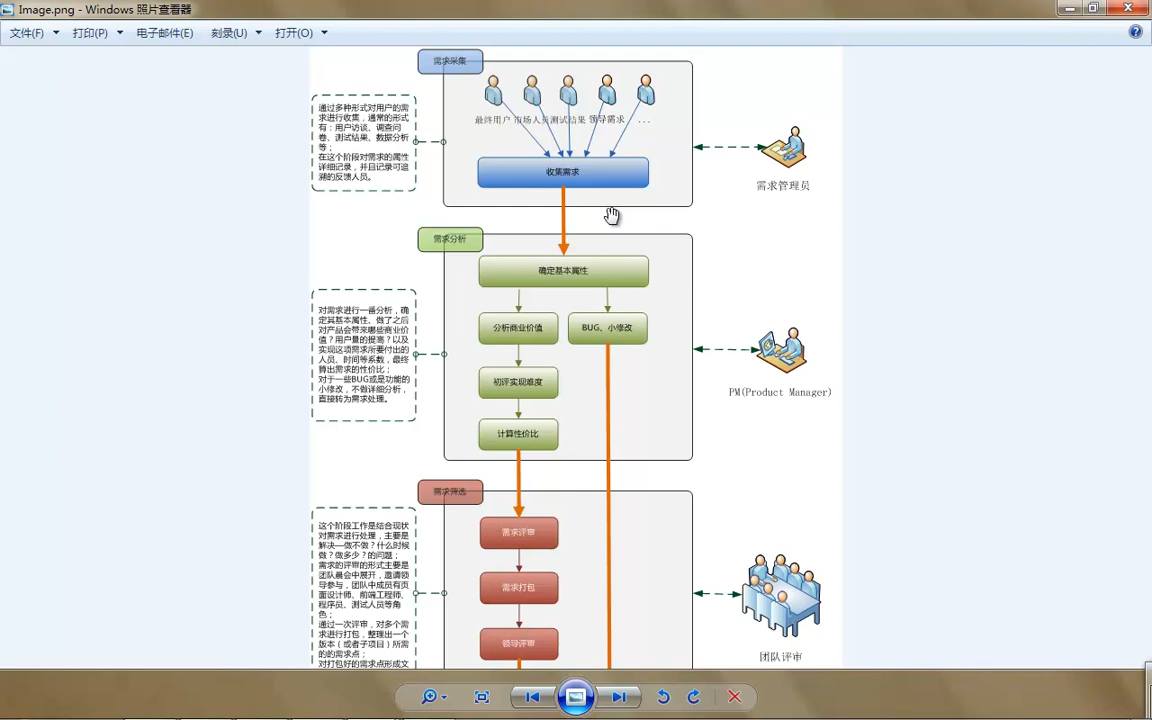 Image.png - Windows 照片查看器
文件(F) 打印(P) 电子邮件(E) 刻录(U) 打开(O)
需求采集
最终用户 市场人员 测试结果 领导需求 ...
收集需求
通过多种形式对用户的需
求进行收集，通常的形式
有：用户访谈、调查问
卷、测试结果、数据分析
等；
在这个阶段对需求的属性
详细记录，并且记录可追
溯的反馈人员。
需求管理员
需求分析
确定基本属性
分析商业价值
BUG、小修改
初评实现难度
计算性价比
对需求进行一番分析，确
定其基本属性、做了之后
对产品会带来哪些商业价
值？用户量的提高？以及
实现这项需求所要付出的
人员、时间等系数，最终
算出需求的性价比；
对于一些BUG或是功能的
小修改，不做详细分析，
直接转为需求处理。
PM(Product Manager)
需求筛选
需求评审
需求打包
领导评审
这个阶段工作是结合现状
对需求进行处理，主要是
解决—做不做？什么时候
做？做多少？的问题；
需求的评审的形式主要是
团队晨会中展开，邀请领
导参与，团队中成员有页
面设计师、前端工程师、
程序员、测试人员等角
色；
通过一次评审，对多个需
求进行打包，整理出一个
版本（或者子项目）所需
的的需求点；
对打包好的需求点形成文
团队评审